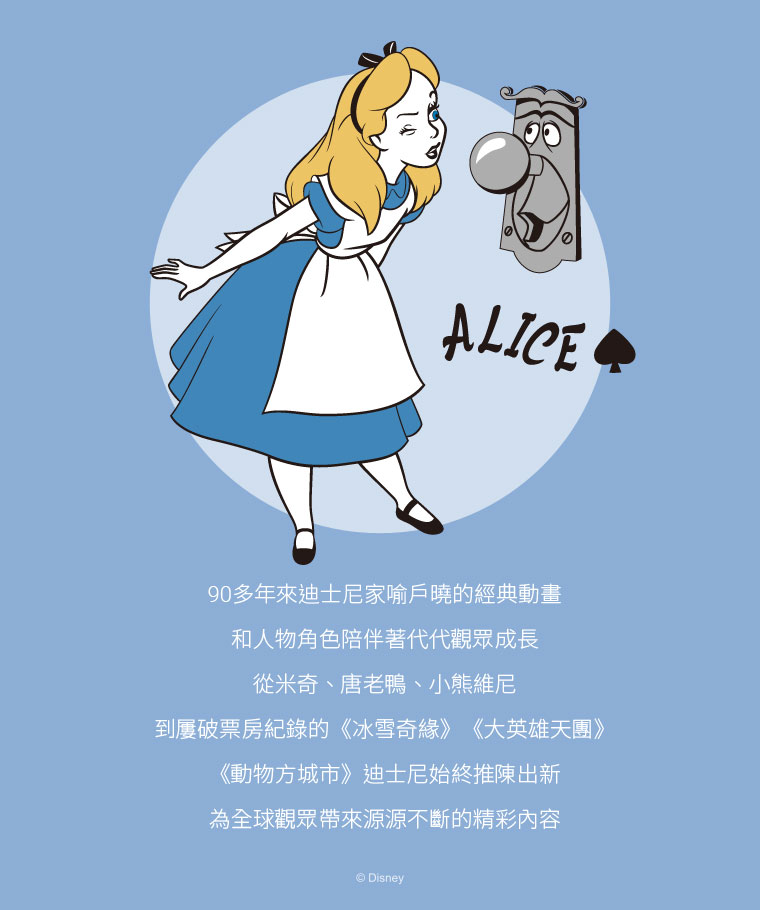 ALICE
90多年來迪士尼家喻戶曉的經典動畫
和人物角色陪伴著代代觀眾成長
從米奇、唐老鴨、小熊維尼
到屢破票房紀錄的《冰雪奇緣》《大英雄天團》
《動物方城市》迪士尼始終推陳出新
為全球觀眾帶來源源不斷的精彩內容
© Disney